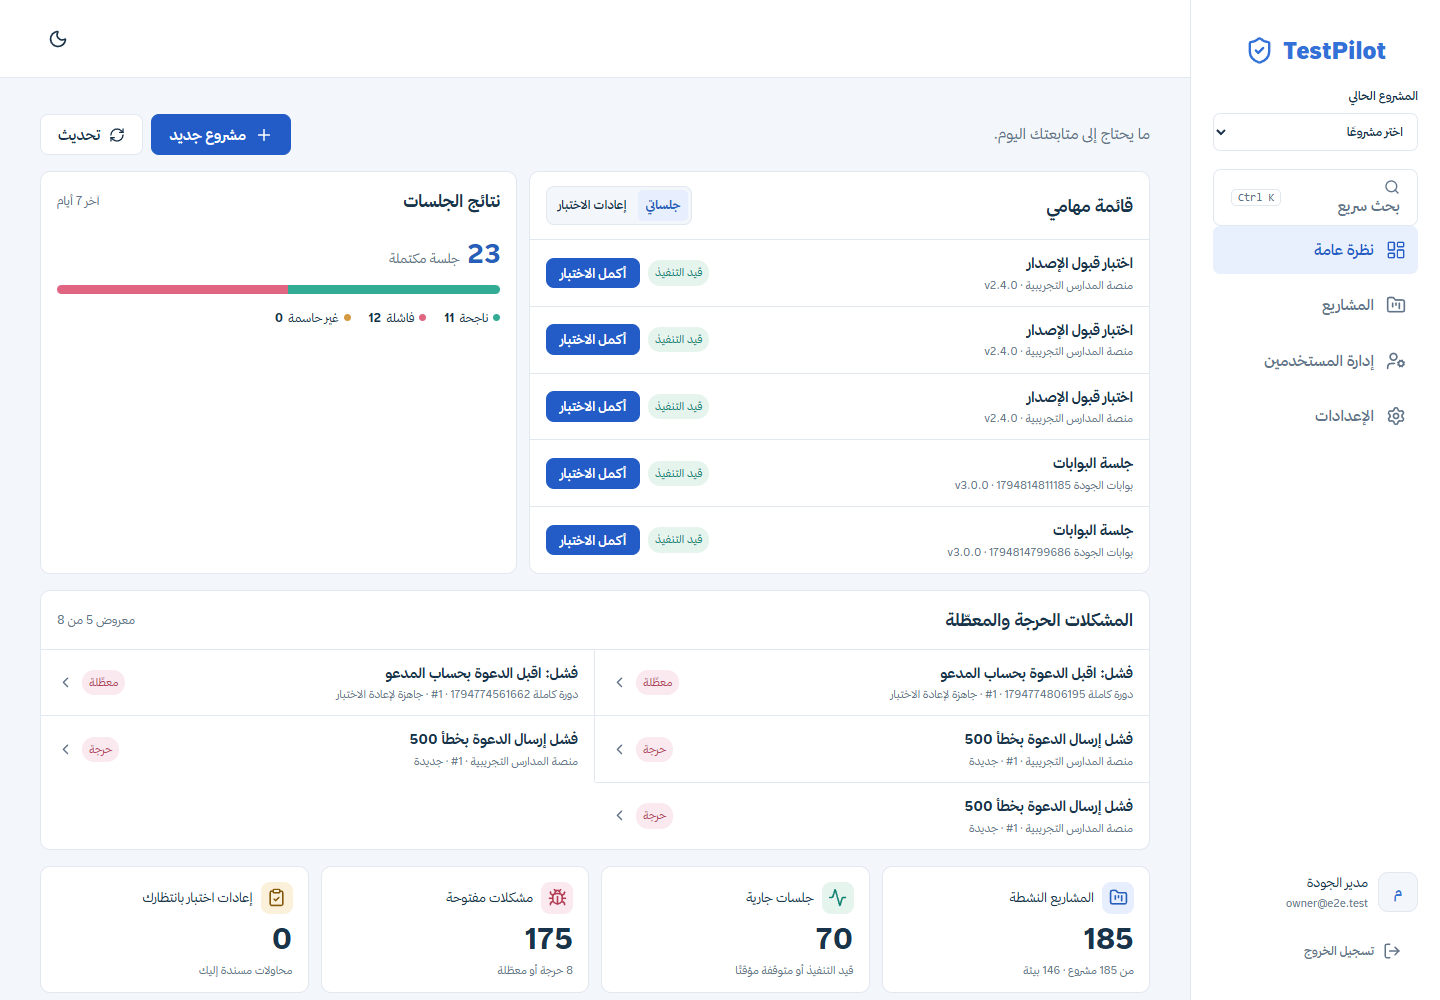 TestPilot
المشروع الحالي
اختر مشروعًا
بحث سريع
Ctrl K
نظرة عامة
المشاريع
إدارة المستخدمين
الإعدادات
مدير الجودة
م
owner@e2e.test
تسجيل الخروج
ما يحتاج إلى متابعتك اليوم.
مشروع جديد
تحديث
قائمة مهامي
جلساتي
إعادات الاختبار
اختبار قبول الإصدار
منصة المدارس التجريبية · v2.4.0
قيد التنفيذ
أكمل الاختبار
اختبار قبول الإصدار
منصة المدارس التجريبية · v2.4.0
قيد التنفيذ
أكمل الاختبار
اختبار قبول الإصدار
منصة المدارس التجريبية · v2.4.0
قيد التنفيذ
أكمل الاختبار
جلسة البوابات
بوابات الجودة 1794814811185 · v3.0.0
قيد التنفيذ
أكمل الاختبار
جلسة البوابات
بوابات الجودة 1794814799686 · v3.0.0
قيد التنفيذ
أكمل الاختبار
نتائج الجلسات
آخر 7 أيام
23 جلسة مكتملة
ناجحة 11
فاشلة 12
غير حاسمة 0
المشكلات الحرجة والمعطّلة
معروض 5 من 8
فشل: اقبل الدعوة بحساب المدعو
دورة كاملة 1794774806195 · #1 · جاهزة لإعادة الاختبار
معطّلة
فشل: اقبل الدعوة بحساب المدعو
دورة كاملة 1794774561662 · #1 · جاهزة لإعادة الاختبار
معطّلة
فشل إرسال الدعوة بخطأ 500
منصة المدارس التجريبية · #1 · جديدة
حرجة
فشل إرسال الدعوة بخطأ 500
منصة المدارس التجريبية · #1 · جديدة
حرجة
فشل إرسال الدعوة بخطأ 500
منصة المدارس التجريبية · #1 · جديدة
حرجة
المشاريع النشطة
185
من 185 مشروع · 146 بيئة
جلسات جارية
70
قيد التنفيذ أو متوقفة مؤقتًا
مشكلات مفتوحة
175
8 حرجة أو معطلة
إعادات اختبار بانتظارك
0
محاولات مسندة إليك